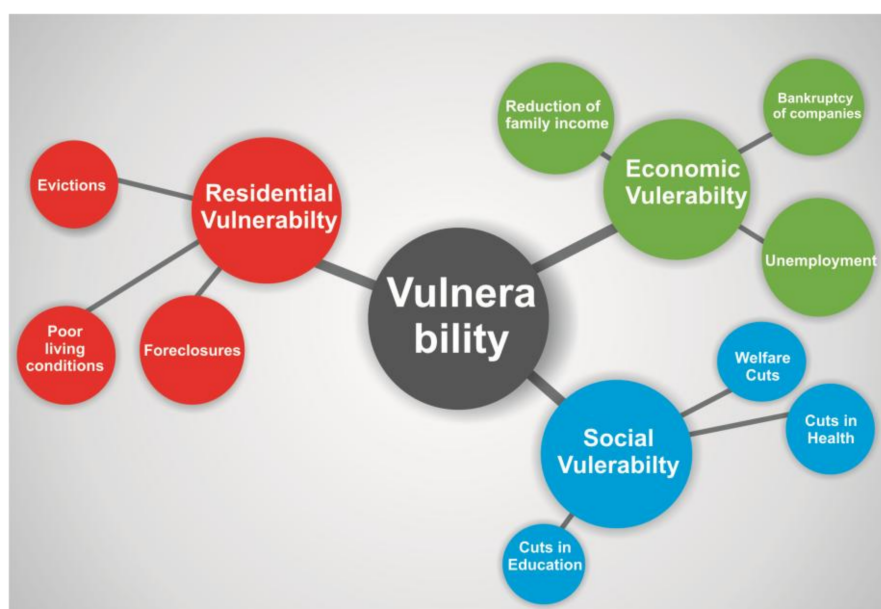 Evictions
Residential
Vulnerabilty
Poor
living
conditions
Foreclosures
Vulnera
bility
Reduction of
family income
Economic
Vulerabilty
Bankruptcy
of companies
Unemployment
Social
Vulerabilty
Welfare
Cuts
Cuts in
Health
Cuts in
Education